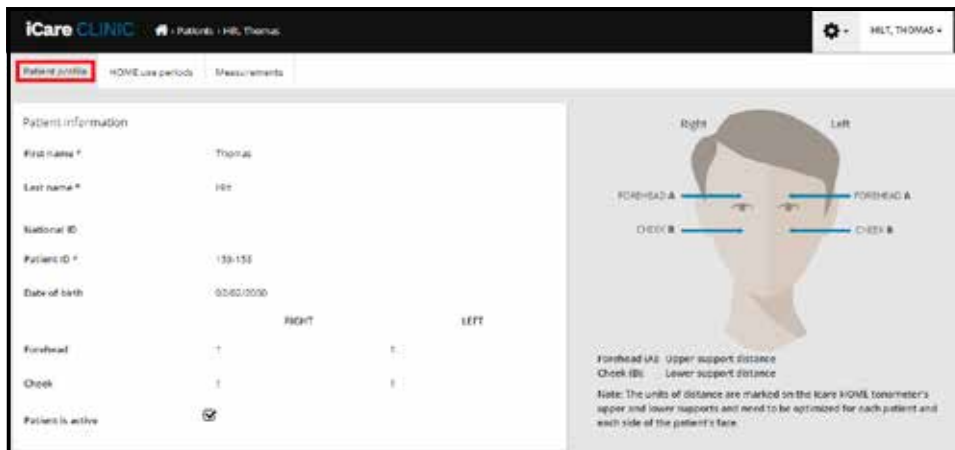 iCare CLINIC
Patients Hilt, Thomas
HILT, THOMAS
Patient profile
HOME use periods
Measurements
Patient information
First name * Thomas
Last name * Hilt
National ID
Patient ID *
Date of birth
RIGHT LEFT
Forehead
Cheek
Patient is active
Right Left
FOREHEAD A FOREHEAD A
CHEEK B CHEEK B
Forehead (A): Upper support distance
Cheek (B): Lower support distance
Note: The units of distance are marked on the Icare HOME tonometer's
upper and lower supports and need to be optimized for each patient and
each side of the patient's face.